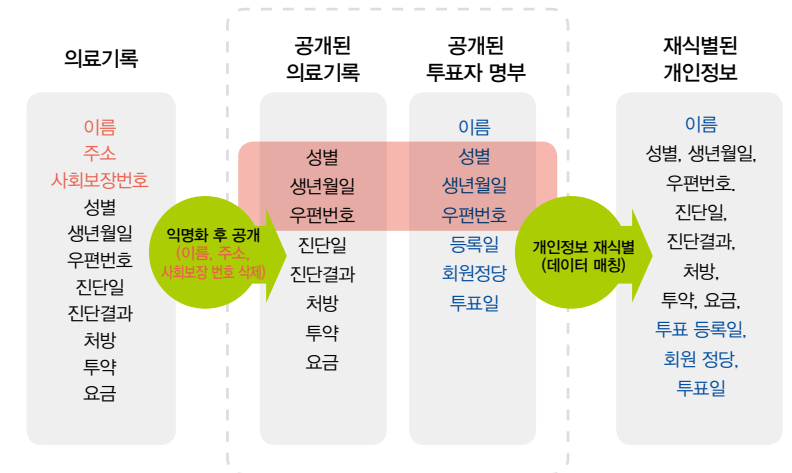 의료기록
이름
주소
사회보장번호
성별
생년월일
우편번호
진단일
진단결과
처방
투약
요금
익명화 후 공개
(이름, 주소,
사회보장 번호 삭제)
공개된
의료기록
성별
생년월일
우편번호
진단일
진단결과
처방
투약
요금
공개된
투표자 명부
이름
성별
생년월일
우편번호
등록일
회원정당
투표일
개인정보 재식별
(데이터 매칭)
재식별된
개인정보
이름
성별, 생년월일,
우편번호.
진단일,
진단결과,
처방,
투약, 요금,
투표 등록일,
회원 정당,
투표일